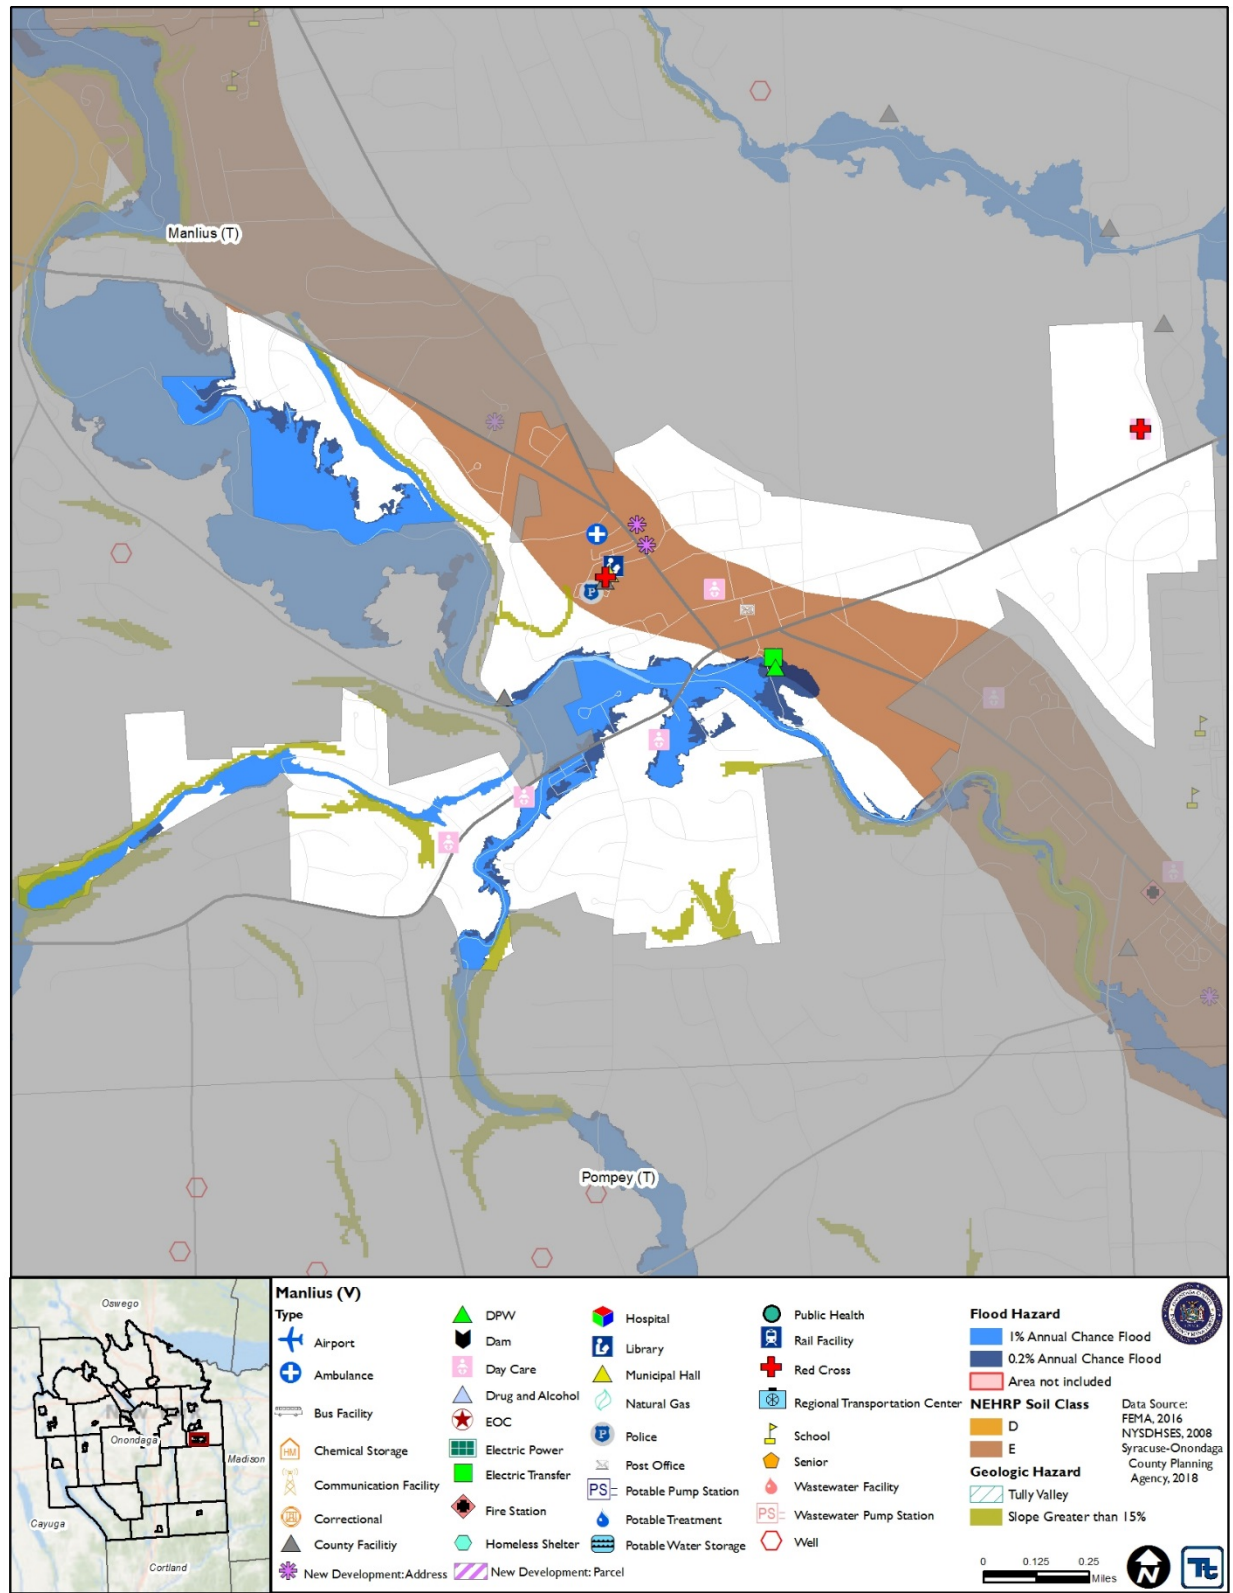 Manlius (T)
Pompey (T)
Oswego
Onondaga
Madison
Cayuga
Cortland
Manlius (V)
Type
Airport
Ambulance
Bus Facility
HM
Chemical Storage
Communication Facility
Correctional
County Facilitiy
New Development: Address
DPW
Dam
Day Care
Drug and Alcohol
EOC
Electric Power
Electric Transfer
Fire Station
Homeless Shelter
New Development: Parcel
Hospital
Library
Municipal Hall
Natural Gas
P
Police
Post Office
PS
Potable Pump Station
Potable Treatment
Potable Water Storage
Public Health
Rail Facility
Red Cross
Regional Transportation Center
School
Senior
Wastewater Facility
PS
Wastewater Pump Station
Well
Flood Hazard
1% Annual Chance Flood
0.2% Annual Chance Flood
Area not included
NEHRP Soil Class
D
E
Geologic Hazard
Tully Valley
Slope Greater than 15%
Data Source:
FEMA, 2016
NYSDHSES, 2008
Syracuse-Onondaga
County Planning
Agency, 2018
0 0.125 0.25
Miles
N
Tt